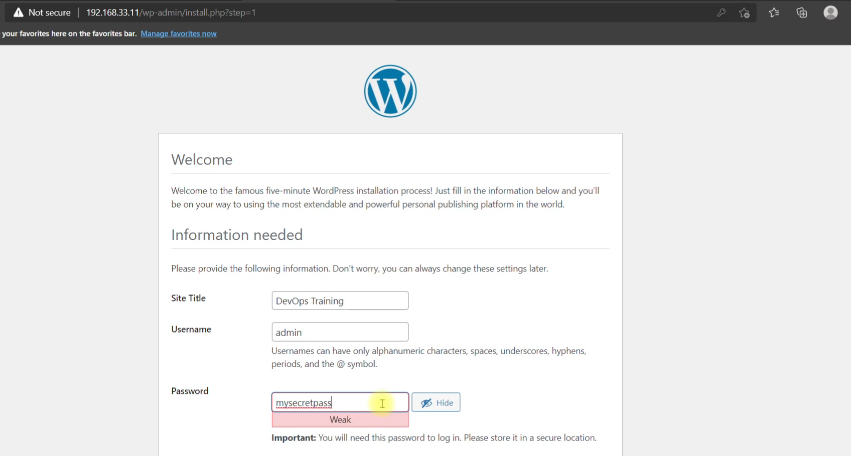 Not secure | 192.168.33.11/wp-admin/install.php?step=1
your favorites here on the favorites bar. Manage favorites now
W
Welcome
Welcome to the famous five-minute WordPress installation process! Just fill in the information below and you'll
be on your way to using the most extendable and powerful personal publishing platform in the world.
Information needed
Please provide the following information. Don't worry, you can always change these settings later.
Site Title
DevOps Training
Username
admin
Usernames can have only alphanumeric characters, spaces, underscores, hyphens,
periods, and the @ symbol.
Password
mysecretpass
Hide
Weak
Important: You will need this password to log in. Please store it in a secure location.